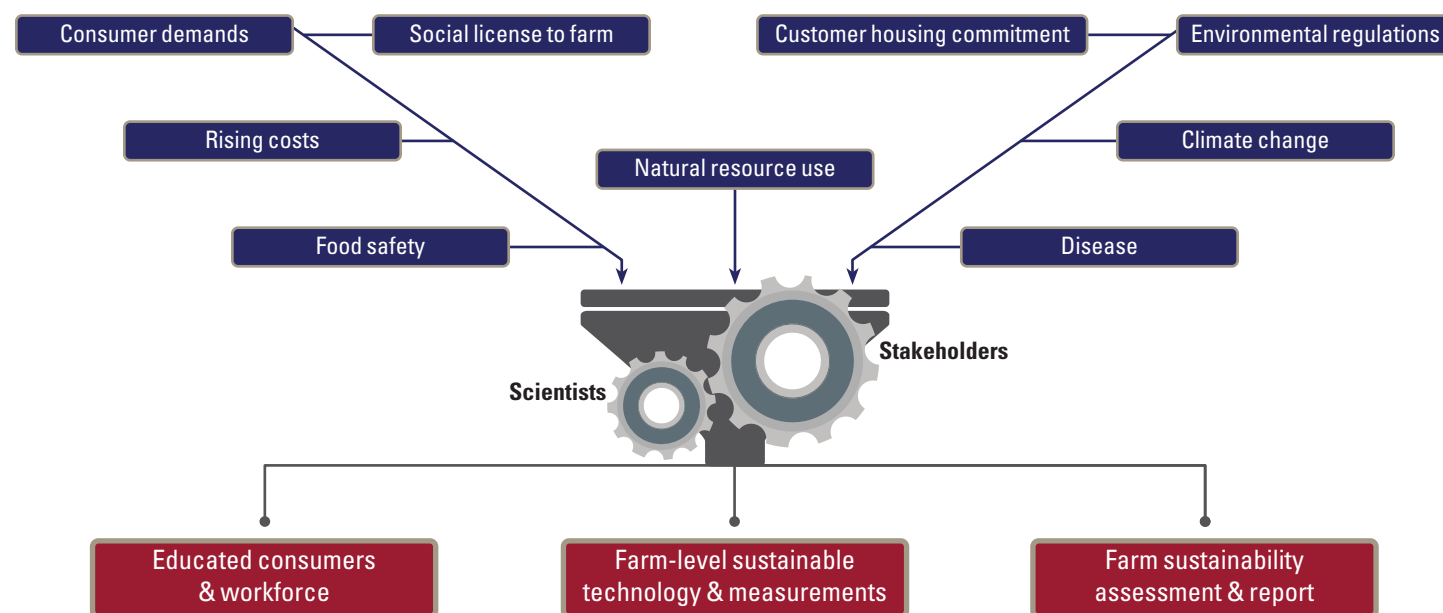 Consumer demands
Social license to farm
Customer housing commitment
Environmental regulations
Rising costs
Climate change
Natural resource use
Food safety
Disease
Stakeholders
Scientists
Educated consumers
& workforce
Farm-level sustainable
technology & measurements
Farm sustainability
assessment & report